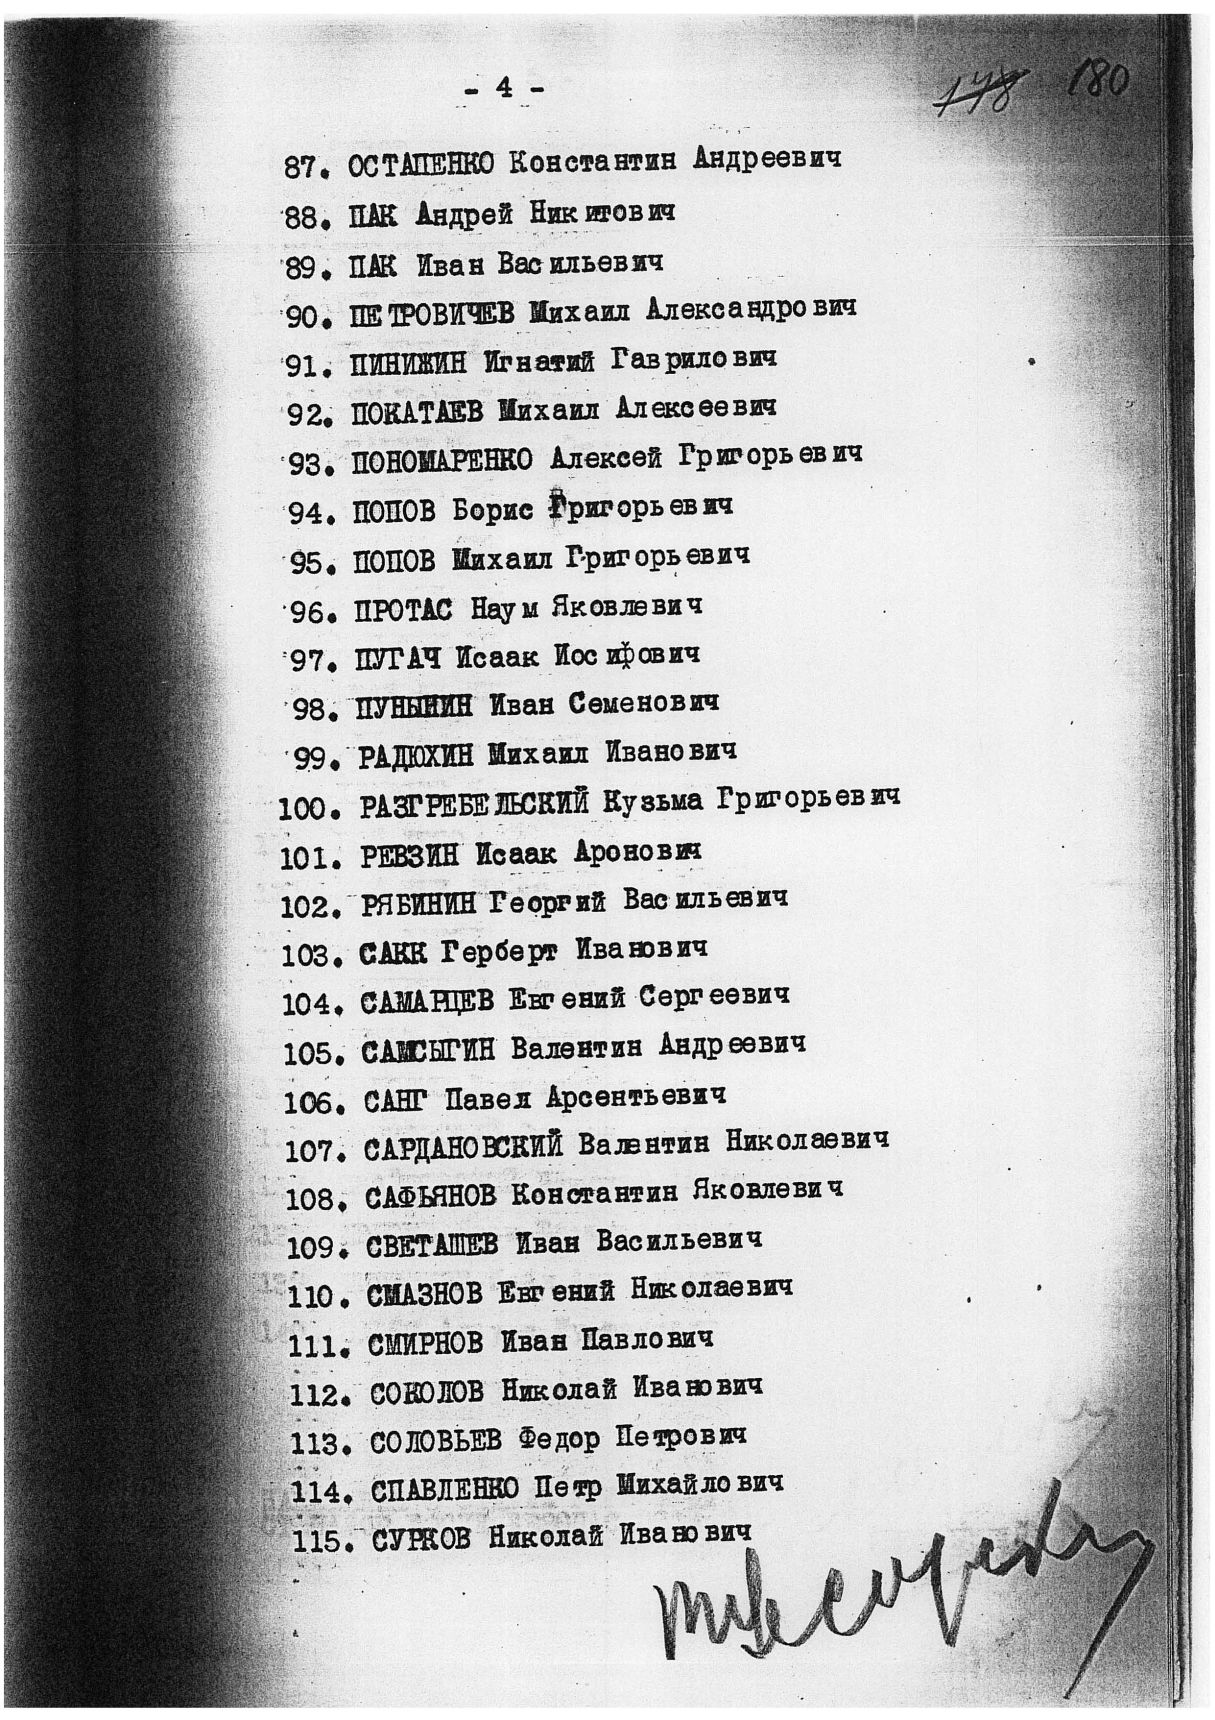 - 4 -
178 180
87. ОСТАПЕНКО Константин Андреевич
88. ПАК Андрей Никитович
89. ПАК Иван Васильевич
90. ПЕТРОВИЧЕВ Михаил Александрович
91. ПИНИЖИН Игнатий Гаврилович
92. ПОКАТАЕВ Михаил Алексеевич
93. ПОНОМАРЕНКО Алексей Григорьевич
94. ПОПОВ Борис Григорьевич
95. ПОПОВ Михаил Григорьевич
96. ПРОТАС Наум Яковлевич
97. ПУГАЧ Исаак Иосифович
98. ПУНЫНИН Иван Семенович
99. РАДЮХИН Михаил Иванович
100. РАЗГРЕБЕЛЬСКИЙ Кузьма Григорьевич
101. РЕВЗИН Исаак Аронович
102. РЯБИНИН Георгий Васильевич
103. САКК Герберт Иванович
104. САМАНЦЕВ Евгений Сергеевич
105. САМСЫГИН Валентин Андреевич
106. САНГ Павел Арсентьевич
107. САРДАНОВСКИЙ Валентин Николаевич
108. САФЬЯНОВ Константин Яковлевич
109. СВЕТАШЕВ Иван Васильевич
110. СМАЗНОВ Евгений Николаевич
111. СМИРНОВ Иван Павлович
112. СОКОЛОВ Николай Иванович
113. СОЛОВЬЕВ Федор Петрович
114. СПАВЛЕНКО Петр Михайлович
115. СУРКОВ Николай Иванович